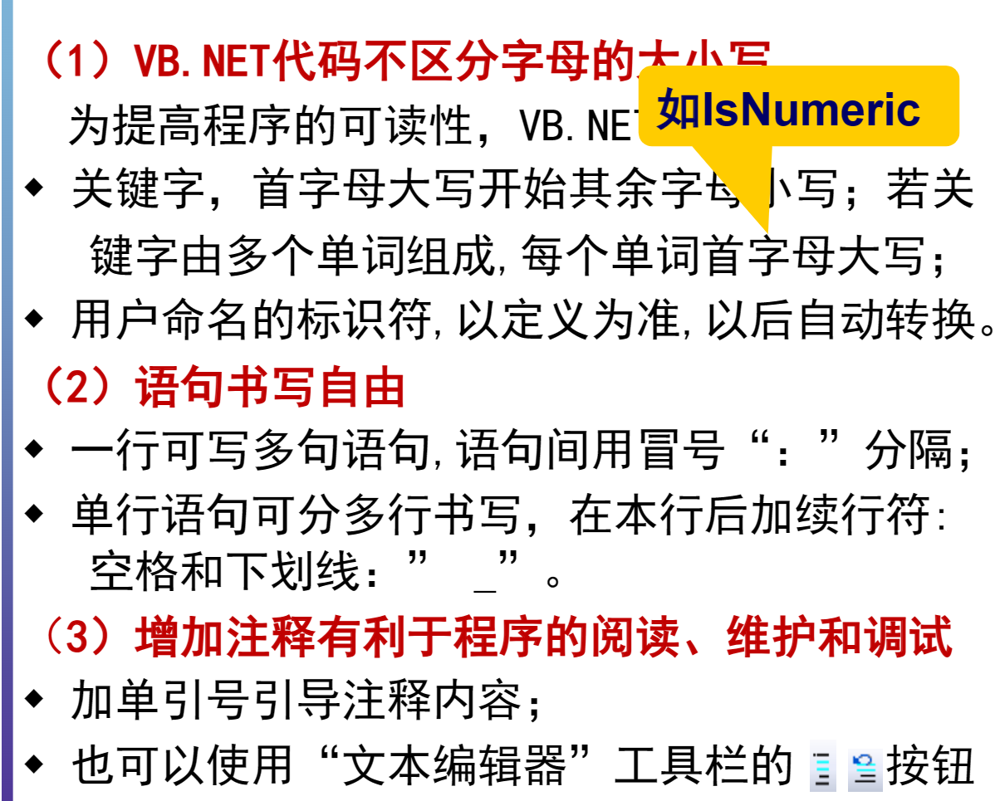 （1）VB.NET代码不区分字母的大小写
如IsNumeric
为提高程序的可读性，VB.NE
◆ 关键字，首字母大写开始其余字母小写；若关
键字由多个单词组成,每个单词首字母大写；
◆ 用户命名的标识符,以定义为准,以后自动转换。
（2）语句书写自由
◆ 一行可写多句语句,语句间用冒号“：”分隔；
◆ 单行语句可分多行书写，在本行后加续行符:
空格和下划线：” _”。
（3）增加注释有利于程序的阅读、维护和调试
◆ 加单引号引导注释内容；
◆ 也可以使用“文本编辑器”工具栏的 按钮